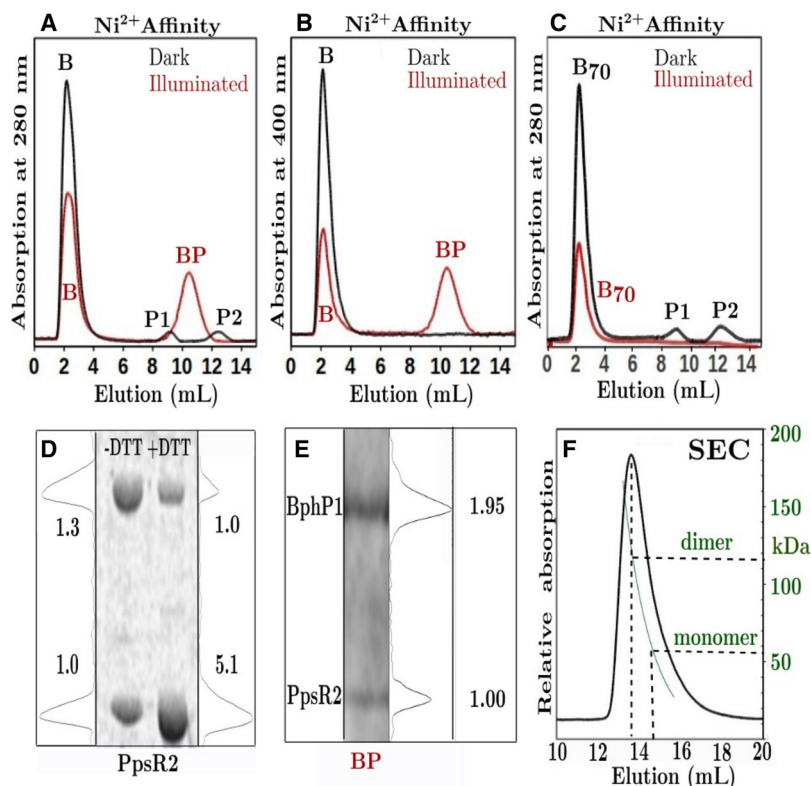 A
Ni2+Affinity
Absorption at 280 nm
Dark
Illuminated
B
B
BP
P1
P2
0 2 4 6 8 10 12 14
Elution (mL)
B
Ni2+Affinity
Absorption at 400 nm
Dark
Illuminated
B
B
BP
0 2 4 6 8 10 12 14
Elution (mL)
C
Ni2+Affinity
Absorption at 280 nm
Dark
Illuminated
B70
B70
P1
P2
0 2 4 6 8 10 12 14
Elution (mL)
D
-DTT +DTT
1.3
1.0
1.0
5.1
PpsR2
E
BphP1
1.95
PpsR2
1.00
BP
F
SEC
Relative absorption
200
150
kDa
dimer
100
monomer
50
10 12 14 16 18 20
Elution (mL)